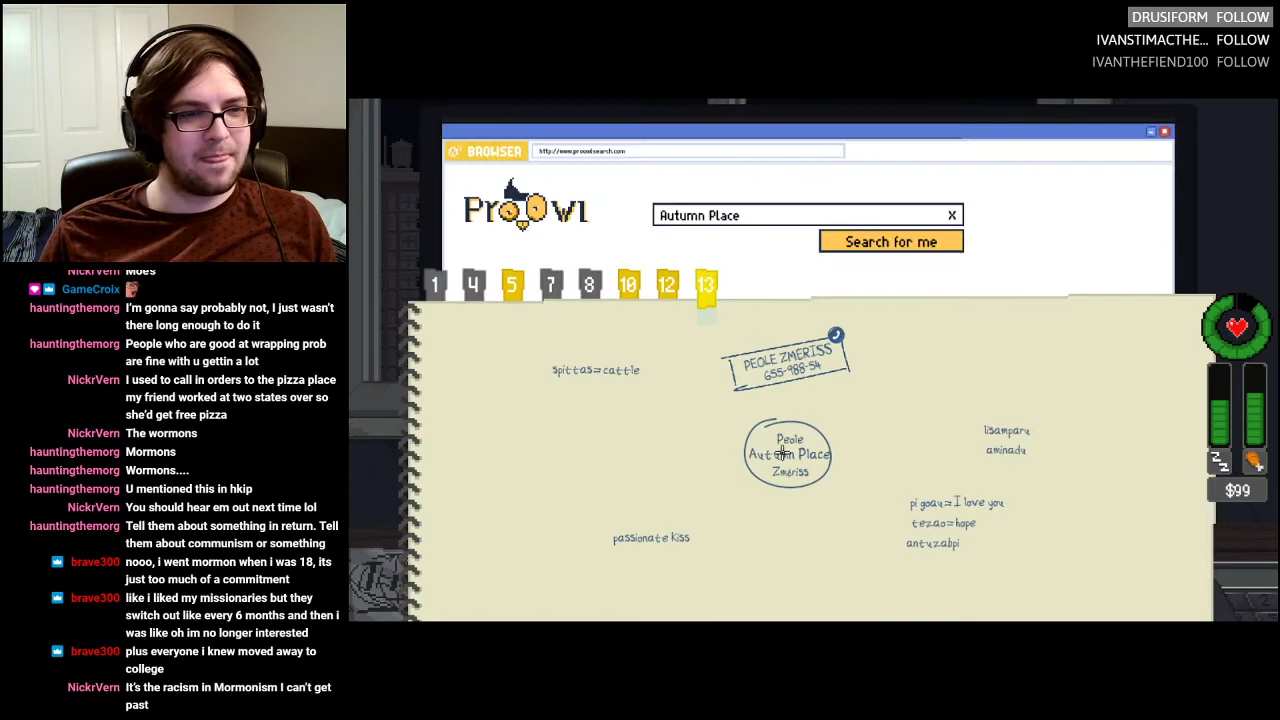 DRUSIFORM FOLLOW
IVANSTIMACTHE... FOLLOW
IVANTHEFIEND100 FOLLOW
BROWSER
http://www.proowlsearch.com
PrOOwl
Autumn Place X
Search for me
1 4 5 7 8 10 12 13
PEOLE ZMERISS
655-988-54
spittas=cattle
Peole
Autumn Place
Zmeriss
lisamparu
aminadu
pi goau=I love you
tezao=hope
antuzabpi
passionate kiss
$99
NickrVern Moes
GameCroix
hauntingthemorg I'm gonna say probably not, I just wasn't
there long enough to do it
hauntingthemorg People who are good at wrapping prob
are fine with u gettin a lot
NickrVern I used to call in orders to the pizza place
my friend worked at two states over so
she'd get free pizza
NickrVern The wormons
NickrVern Mormons
hauntingthemorg Wormons....
hauntingthemorg U mentioned this in hkip
NickrVern You should hear em out next time lol
hauntingthemorg Tell them about something in return. Tell
them about communism or something
brave300 nooo, i went mormon when i was 18, its
just too much of a commitment
brave300 like i liked my missionaries but they
switch out like every 6 months and then i
was like oh im no longer interested
brave300 plus everyone i knew moved away to
college
NickrVern It's the racism in Mormonism I can't get
past